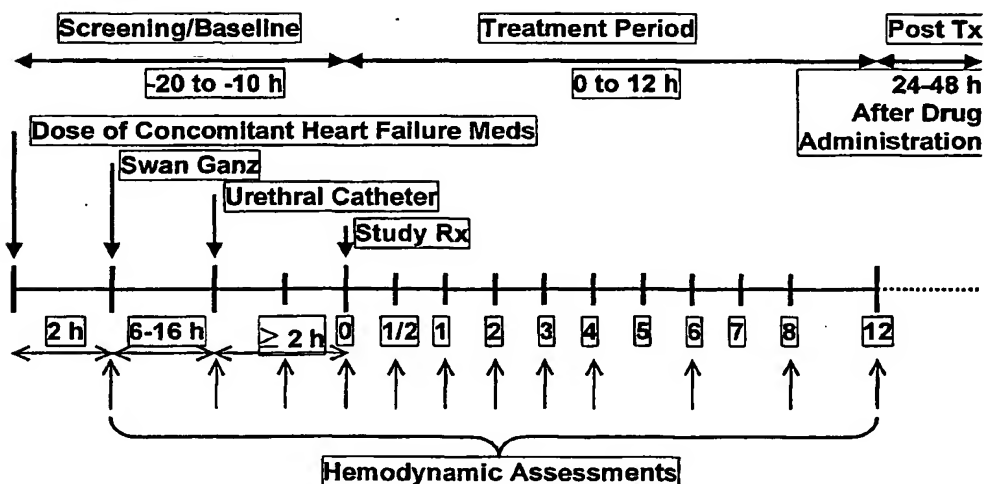 Screening/Baseline Treatment Period Post Tx
-20 to -10 h 0 to 12 h 24-48 h
After Drug
Administration
Dose of Concomitant Heart Failure Meds
Swan Ganz
Urethral Catheter
Study Rx
2 h 6-16 h ≥ 2 h 0 1/2 1 2 3 4 5 6 7 8 12
Hemodynamic Assessments